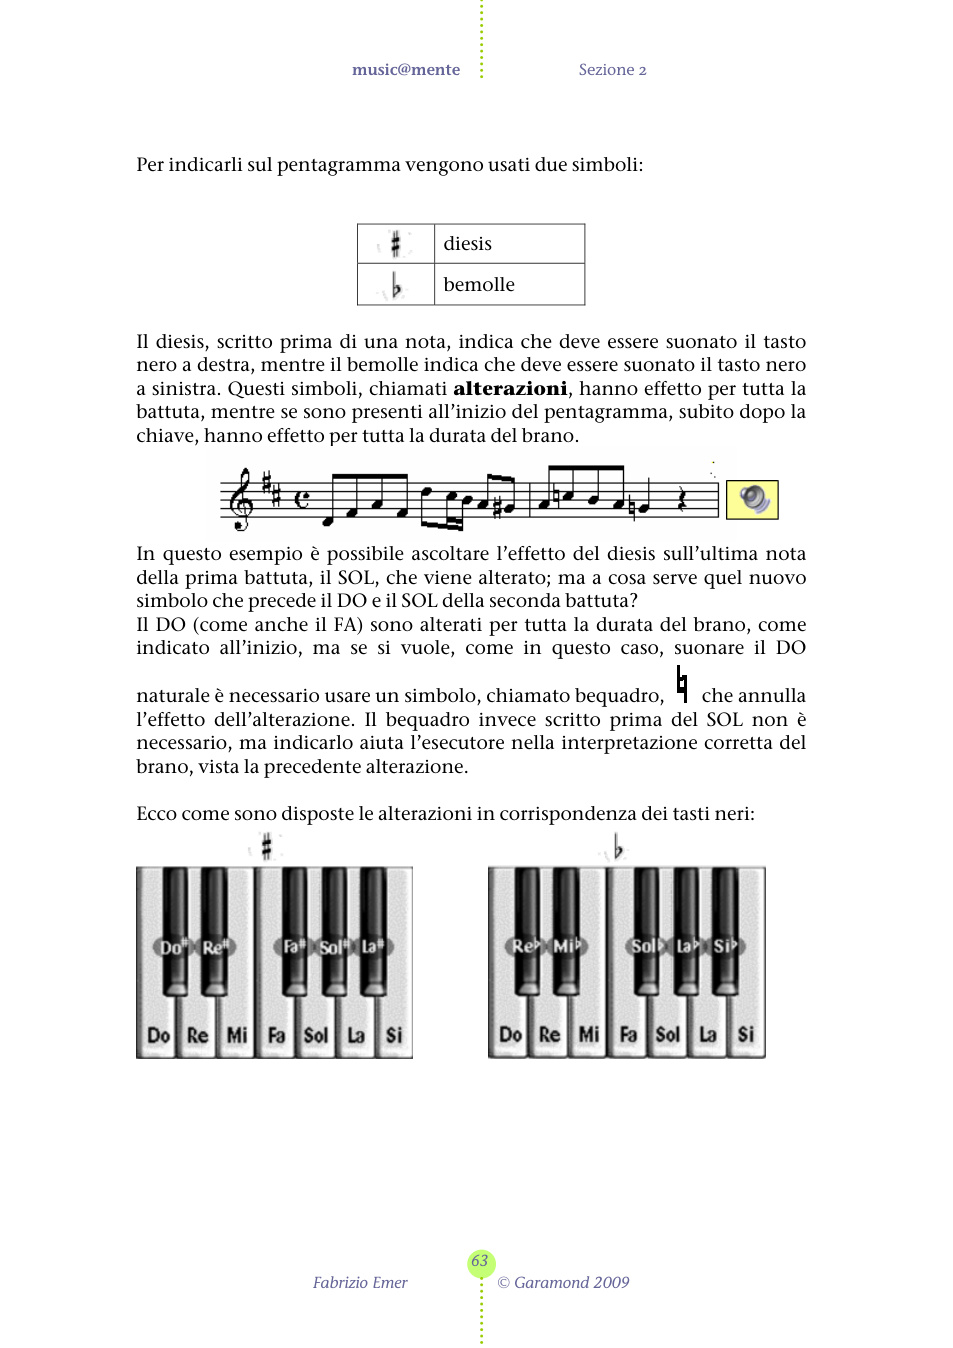 music@mente
Sezione 2
Per indicarli sul pentagramma vengono usati due simboli:
♯ diesis
♭ bemolle
Il diesis, scritto prima di una nota, indica che deve essere suonato il tasto
nero a destra, mentre il bemolle indica che deve essere suonato il tasto nero
a sinistra. Questi simboli, chiamati alterazioni, hanno effetto per tutta la
battuta, mentre se sono presenti all’inizio del pentagramma, subito dopo la
chiave, hanno effetto per tutta la durata del brano.
In questo esempio è possibile ascoltare l’effetto del diesis sull’ultima nota
della prima battuta, il SOL, che viene alterato; ma a cosa serve quel nuovo
simbolo che precede il DO e il SOL della seconda battuta?
Il DO (come anche il FA) sono alterati per tutta la durata del brano, come
indicato all’inizio, ma se si vuole, come in questo caso, suonare il DO
naturale è necessario usare un simbolo, chiamato bequadro, ♮ che annulla
l’effetto dell’alterazione. Il bequadro invece scritto prima del SOL non è
necessario, ma indicarlo aiuta l’esecutore nella interpretazione corretta del
brano, vista la precedente alterazione.
Ecco come sono disposte le alterazioni in corrispondenza dei tasti neri:
♯
Do♯ Re♯ Fa♯ Sol♯ La♯
Do Re Mi Fa Sol La Si
♭
Re♭ Mi♭ Sol♭ La♭ Si♭
Do Re Mi Fa Sol La Si
63
Fabrizio Emer
© Garamond 2009